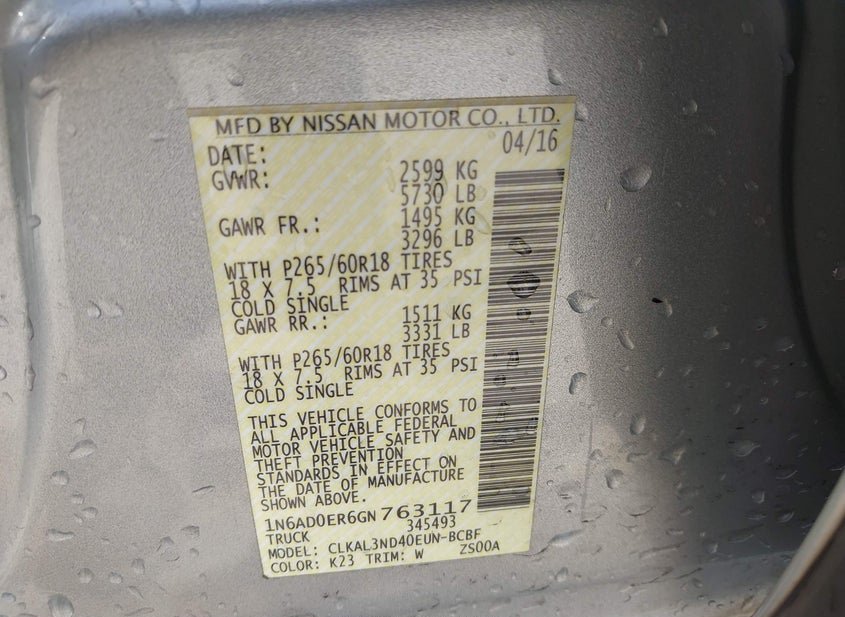 MFD BY NISSAN MOTOR CO., LTD.
DATE: 04/16
GVWR: 2599 KG
5730 LB
GAWR FR.: 1495 KG
3296 LB
WITH P265/60R18 TIRES
18 X 7.5 RIMS AT 35 PSI
COLD SINGLE
GAWR RR.: 1511 KG
3331 LB
WITH P265/60R18 TIRES
18 X 7.5 RIMS AT 35 PSI
COLD SINGLE
THIS VEHICLE CONFORMS TO
ALL APPLICABLE FEDERAL
MOTOR VEHICLE SAFETY AND
THEFT PREVENTION
STANDARDS IN EFFECT ON
THE DATE OF MANUFACTURE
SHOWN ABOVE.
1N6AD0ER6GN763117
TRUCK 345493
MODEL: CLKAL3ND40EUN-BCBF
COLOR: K23 TRIM: W ZS00A